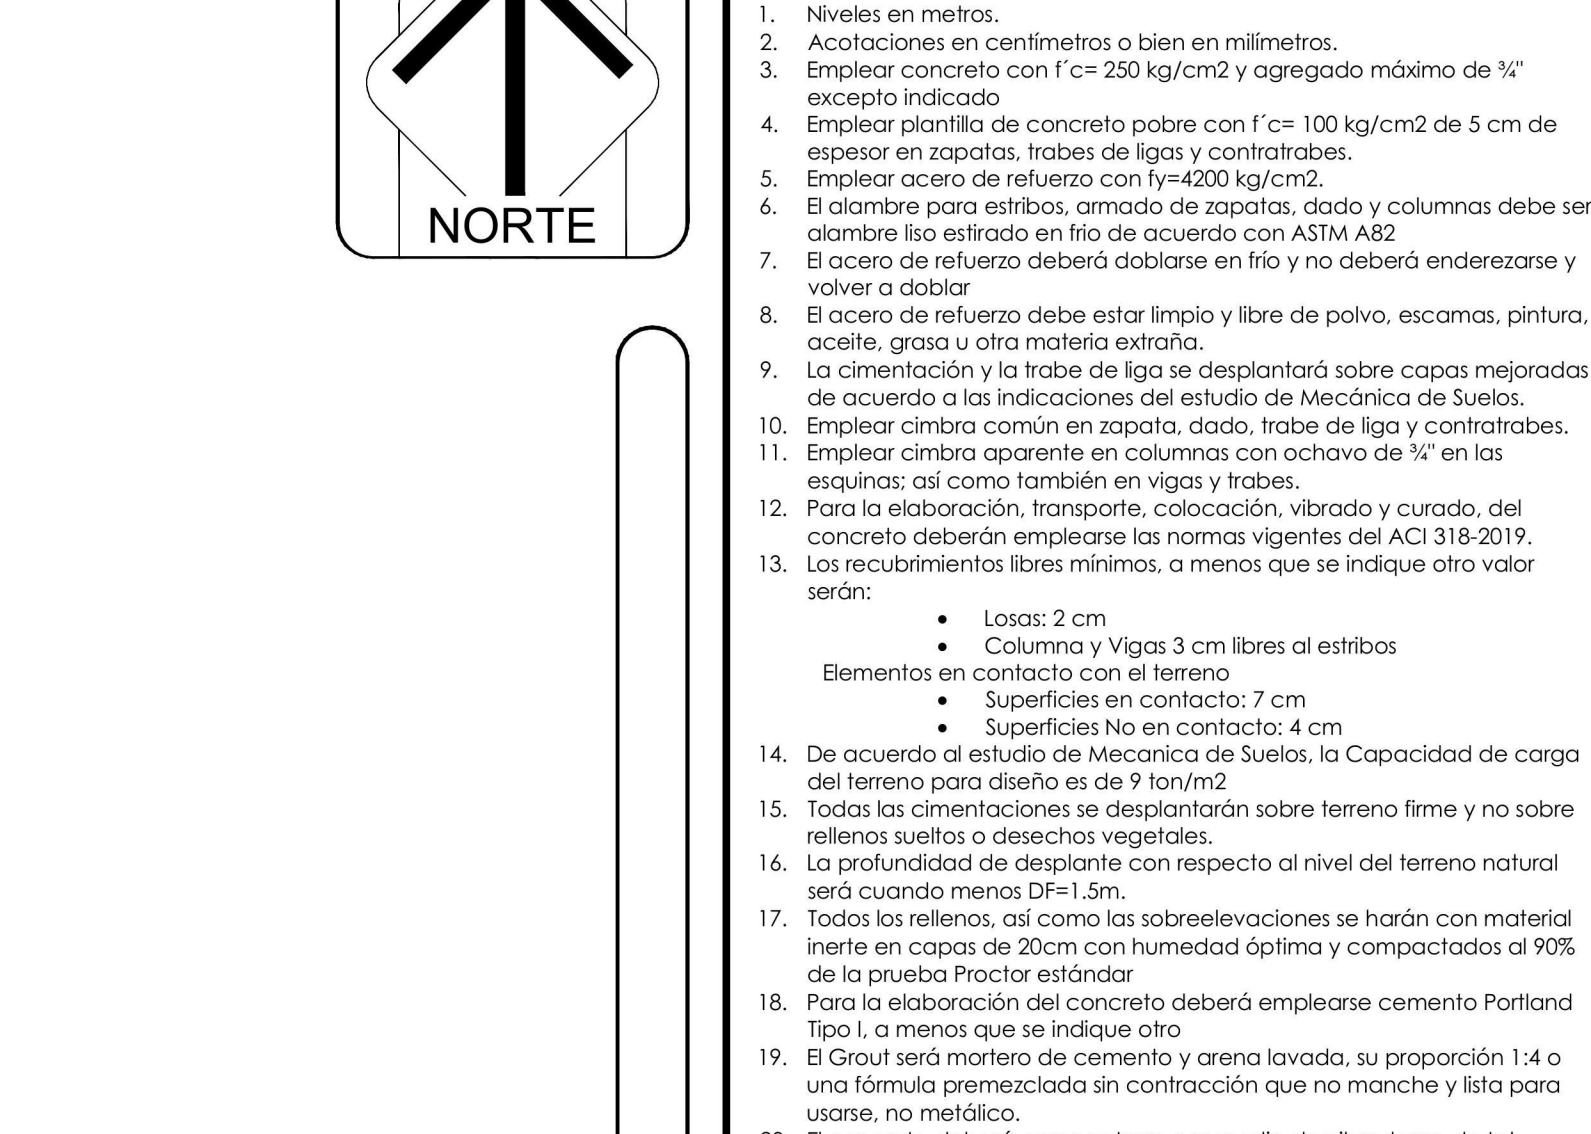 NORTE
1. Niveles en metros.
2. Acotaciones en centímetros o bien en milímetros.
3. Emplear concreto con f´c= 250 kg/cm2 y agregado máximo de ¾"
excepto indicado
4. Emplear plantilla de concreto pobre con f´c= 100 kg/cm2 de 5 cm de
espesor en zapatas, trabes de ligas y contratrabes.
5. Emplear acero de refuerzo con fy=4200 kg/cm2.
6. El alambre para estribos, armado de zapatas, dado y columnas debe ser
alambre liso estirado en frio de acuerdo con ASTM A82
7. El acero de refuerzo deberá doblarse en frío y no deberá enderezarse y
volver a doblar
8. El acero de refuerzo debe estar limpio y libre de polvo, escamas, pintura,
aceite, grasa u otra materia extraña.
9. La cimentación y la trabe de liga se desplantará sobre capas mejoradas
de acuerdo a las indicaciones del estudio de Mecánica de Suelos.
10. Emplear cimbra común en zapata, dado, trabe de liga y contratrabes.
11. Emplear cimbra aparente en columnas con ochavo de ¾" en las
esquinas; así como también en vigas y trabes.
12. Para la elaboración, transporte, colocación, vibrado y curado, del
concreto deberán emplearse las normas vigentes del ACI 318-2019.
13. Los recubrimientos libres mínimos, a menos que se indique otro valor
serán:
• Losas: 2 cm
• Columna y Vigas 3 cm libres al estribos
Elementos en contacto con el terreno
• Superficies en contacto: 7 cm
• Superficies No en contacto: 4 cm
14. De acuerdo al estudio de Mecanica de Suelos, la Capacidad de carga
del terreno para diseño es de 9 ton/m2
15. Todas las cimentaciones se desplantarán sobre terreno firme y no sobre
rellenos sueltos o desechos vegetales.
16. La profundidad de desplante con respecto al nivel del terreno natural
será cuando menos DF=1.5m.
17. Todos los rellenos, así como las sobreelevaciones se harán con material
inerte en capas de 20cm con humedad óptima y compactados al 90%
de la prueba Proctor estándar
18. Para la elaboración del concreto deberá emplearse cemento Portland
Tipo I, a menos que se indique otro
19. El Grout será mortero de cemento y arena lavada, su proporción 1:4 o
una fórmula premezclada sin contracción que no manche y lista para
usarse, no metálico.